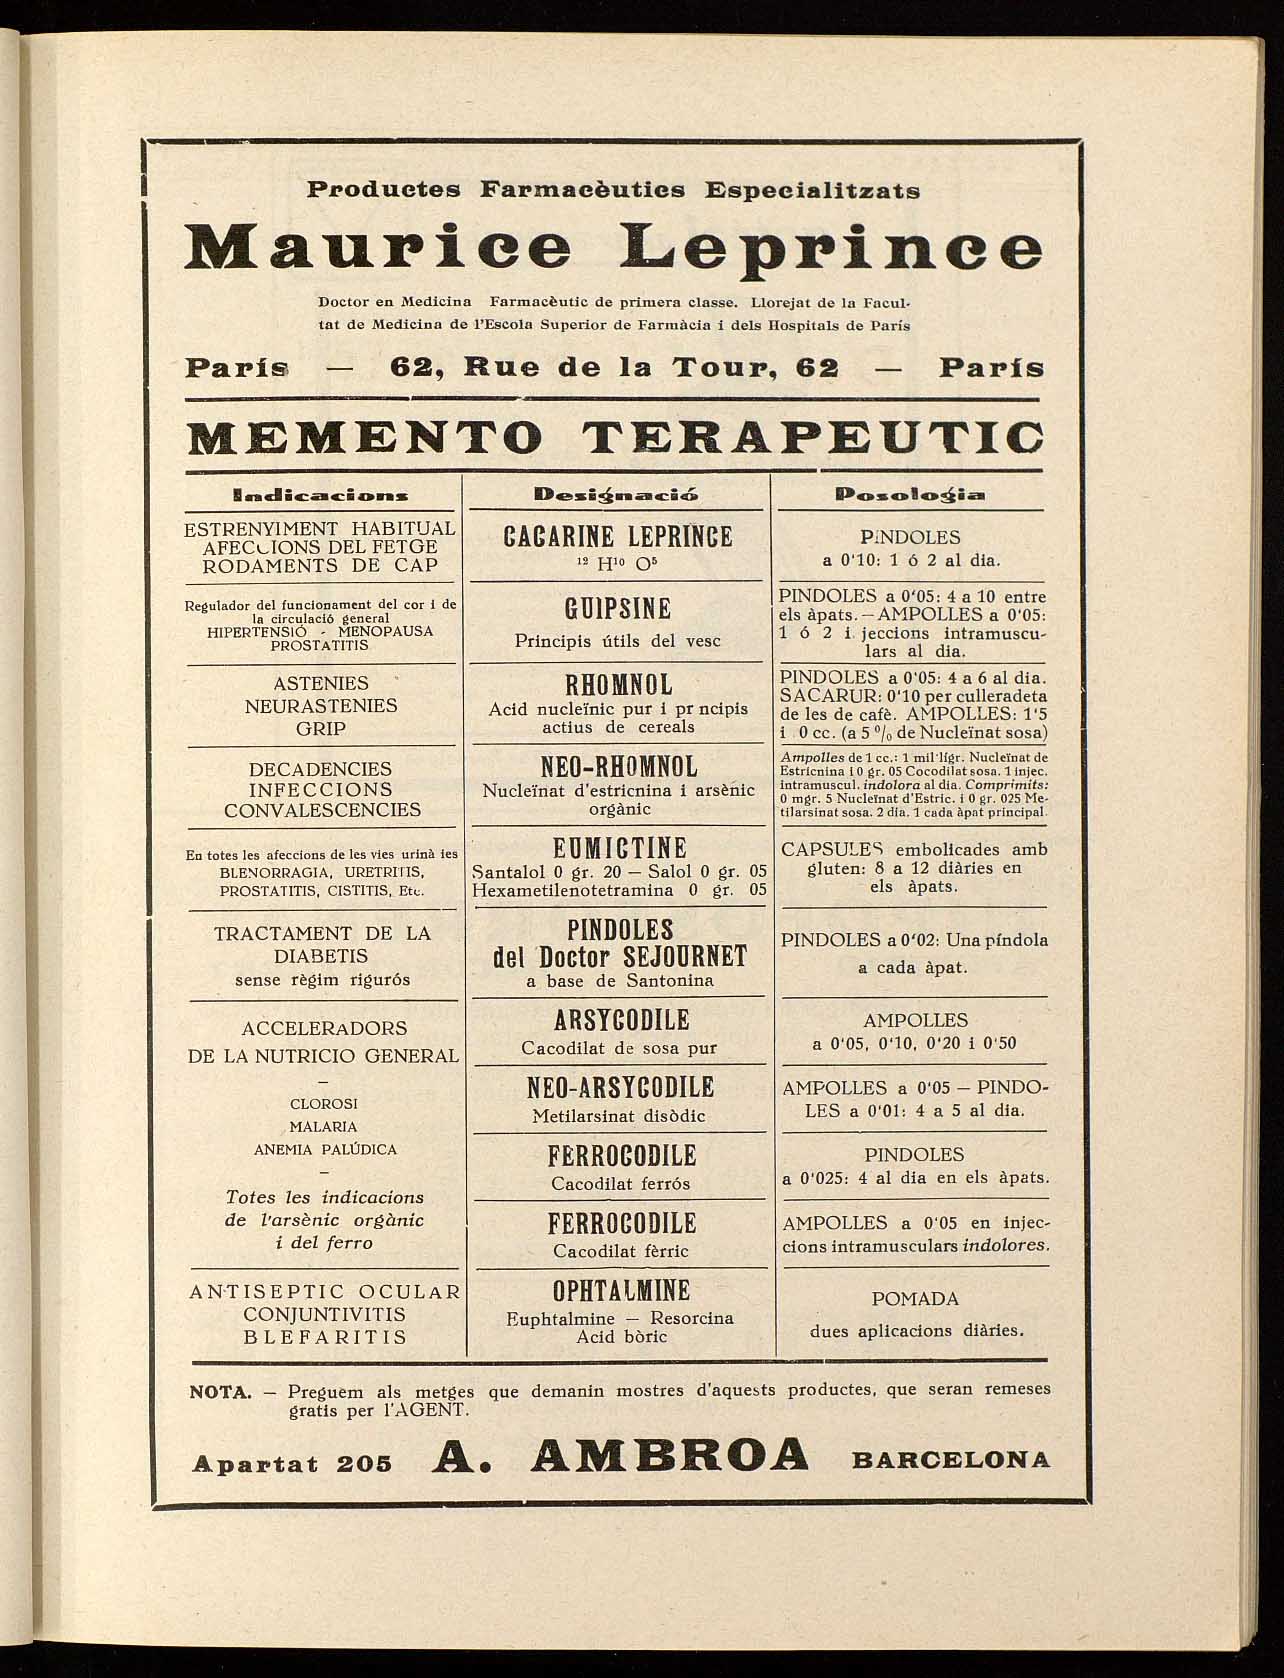 Productes Farmacèutics Especialitzats
Maurice Leprince
Doctor en Medicina Farmacèutic de primera classe. Llorejat de la Facul-
tat de Medicina de l'Escola Superior de Farmàcia i dels Hospitals de París
París — 62, Rue de la Tour, 62 — París
MEMENTO TERAPEUTIC
Indicacions
Designació
Posologia
ESTRENYIMENT HABITUAL
AFECCIONS DEL FETGE
RODAMENTS DE CAP
CACARINE LEPRINCE
¹² H¹⁰ O⁵
PINDOLES
a 0'10: 1 ó 2 al dia.
Regulador del funcionament del cor i de
la circulació general
HIPERTENSIÓ - MENOPAUSA
PROSTATITIS
GUIPSINE
Principis útils del vesc
PINDOLES a 0'05: 4 a 10 entre
els àpats. — AMPOLLES a 0'05:
1 ó 2 i jeccions intramuscu-
lars al dia.
ASTENIES
NEURASTENIES
GRIP
RHOMNOL
Acid nucleïnic pur i pr ncipis
actius de cereals
PINDOLES a 0'05: 4 a 6 al dia.
SACARUR: 0'10 per culleradeta
de les de cafè. AMPOLLES: 1'5
i 0 cc. (a 5 % de Nucleïnat sosa)
DECADENCIES
INFECCIONS
CONVALESCENCIES
NEO-RHOMNOL
Nucleïnat d'estricnina i arsènic
orgànic
Ampolles de 1 cc.: 1 mil·lígr. Nucleïnat de
Estricnina i 0 gr. 05 Cocodilat sosa. 1 injec.
intramuscul. indolora al dia. Comprimits:
0 mgr. 5 Nucleïnat d'Estric. i 0 gr. 025 Me-
tilarsinat sosa. 2 dia. 1 cada àpat principal.
En totes les afeccions de les vies urinà ies
BLENORRAGIA, URETRITIS,
PROSTATITIS, CISTITIS, Etc.
EUMICTINE
Santalol 0 gr. 20 — Salol 0 gr. 05
Hexametilenotetramina 0 gr. 05
CAPSULES embolicades amb
gluten: 8 a 12 diàries en
els àpats.
TRACTAMENT DE LA
DIABETIS
sense règim rigurós
PINDOLES
del Doctor SEJOURNET
a base de Santonina
PINDOLES a 0'02: Una píndola
a cada àpat.
ACCELERADORS
DE LA NUTRICIO GENERAL
—
CLOROSI
MALARIA
ANEMIA PALÚDICA
—
Totes les indicacions
de l'arsènic orgànic
i del ferro
ARSYCODILE
Cacodilat de sosa pur
AMPOLLES
a 0'05, 0'10, 0'20 i 0'50
NEO-ARSYCODILE
Metilarsinat disòdic
AMPOLLES a 0'05 — PINDO-
LES a 0'01: 4 a 5 al dia.
FERROCODILE
Cacodilat ferrós
PINDOLES
a 0'025: 4 al dia en els àpats.
FERROCODILE
Cacodilat fèrric
AMPOLLES a 0'05 en injec-
cions intramusculars indolores.
ANTISEPTIC OCULAR
CONJUNTIVITIS
BLEFARITIS
OPHTALMINE
Euphtalmine — Resorcina
Acid bòric
POMADA
dues aplicacions diàries.
NOTA. — Preguem als metges que demanin mostres d'aquests productes, que seran remeses
gratis per l'AGENT.
Apartat 205 A. AMBROA BARCELONA